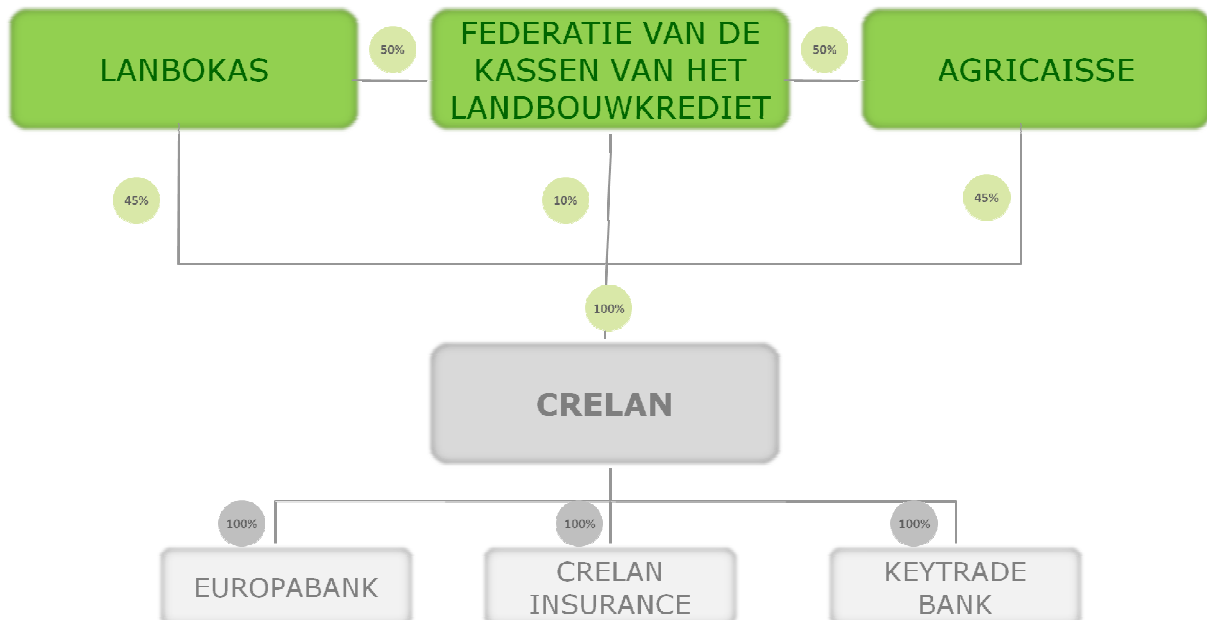 LANBOKAS
50%
FEDERATIE VAN DE
KASSEN VAN HET
LANDBOUWKREDIET
50%
AGRICAISSE
45%
10%
45%
100%
CRELAN
100%
100%
100%
EUROPABANK
CRELAN
INSURANCE
KEYTRADE
BANK